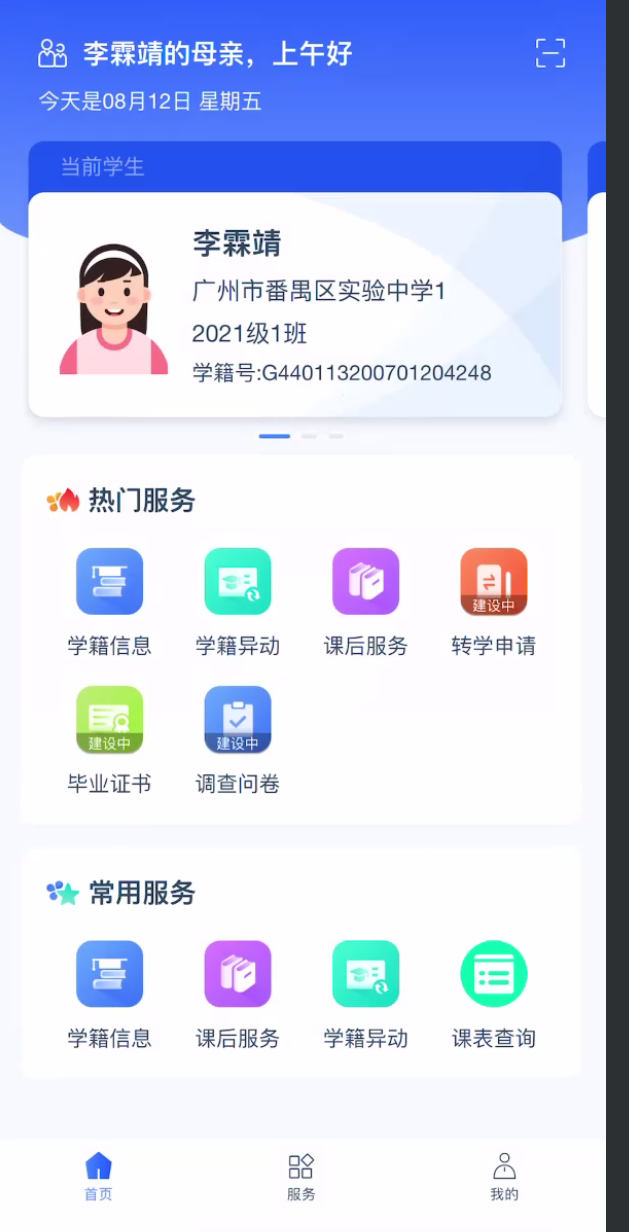 李霖靖的母亲，上午好
今天是08月12日 星期五
当前学生
李霖靖
广州市番禺区实验中学1
2021级1班
学籍号:G440113200701204248
热门服务
建设中
学籍信息 学籍异动 课后服务 转学申请
建设中 建设中
毕业证书 调查问卷
常用服务
学籍信息 课后服务 学籍异动 课表查询
首页 服务 我的